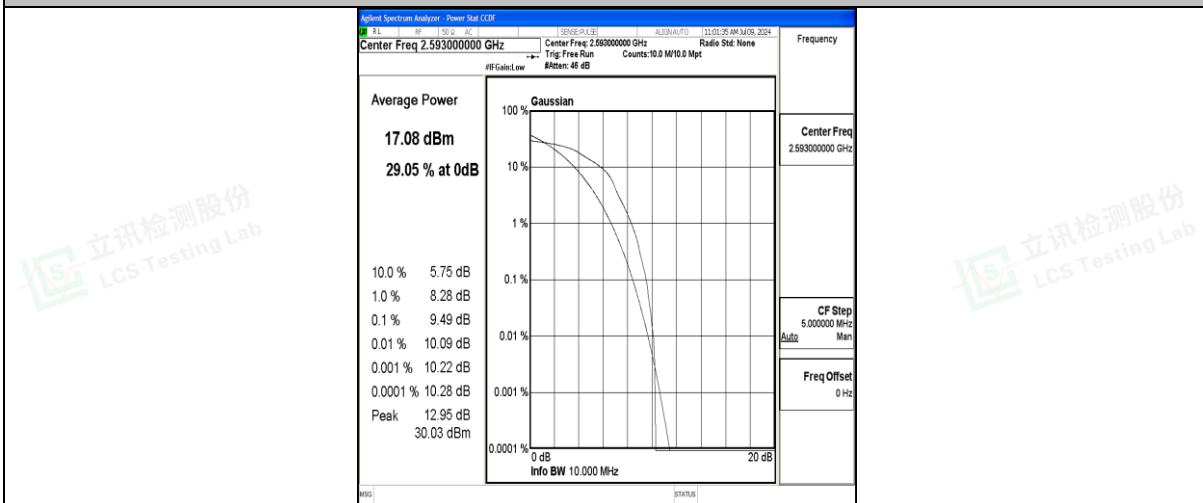 Agilent Spectrum Analyzer - Power Stat CCDF
RL RF 50 Ω AC SENSE:PULSE ALIGN AUTO 11:01:35 AM Jul 09, 2024
Center Freq 2.593000000 GHz
Center Freq: 2.593000000 GHz Radio Std: None
Trig: Free Run Counts:10.0 M/10.0 Mpt
#IFGain:Low #Atten: 46 dB
Frequency
Average Power
17.08 dBm
29.05 % at 0dB
10.0 % 5.75 dB
1.0 % 8.28 dB
0.1 % 9.49 dB
0.01 % 10.09 dB
0.001 % 10.22 dB
0.0001 % 10.28 dB
Peak 12.95 dB
30.03 dBm
Gaussian
100 %
10 %
1 %
0.1 %
0.01 %
0.001 %
0.0001 %
0 dB 20 dB
Info BW 10.000 MHz
Center Freq
2.593000000 GHz
CF Step
5.000000 MHz
Auto Man
Freq Offset
0 Hz
MSG STATUS
立讯检测股份
LCS Testing Lab
立讯检测股份
LCS Testing Lab